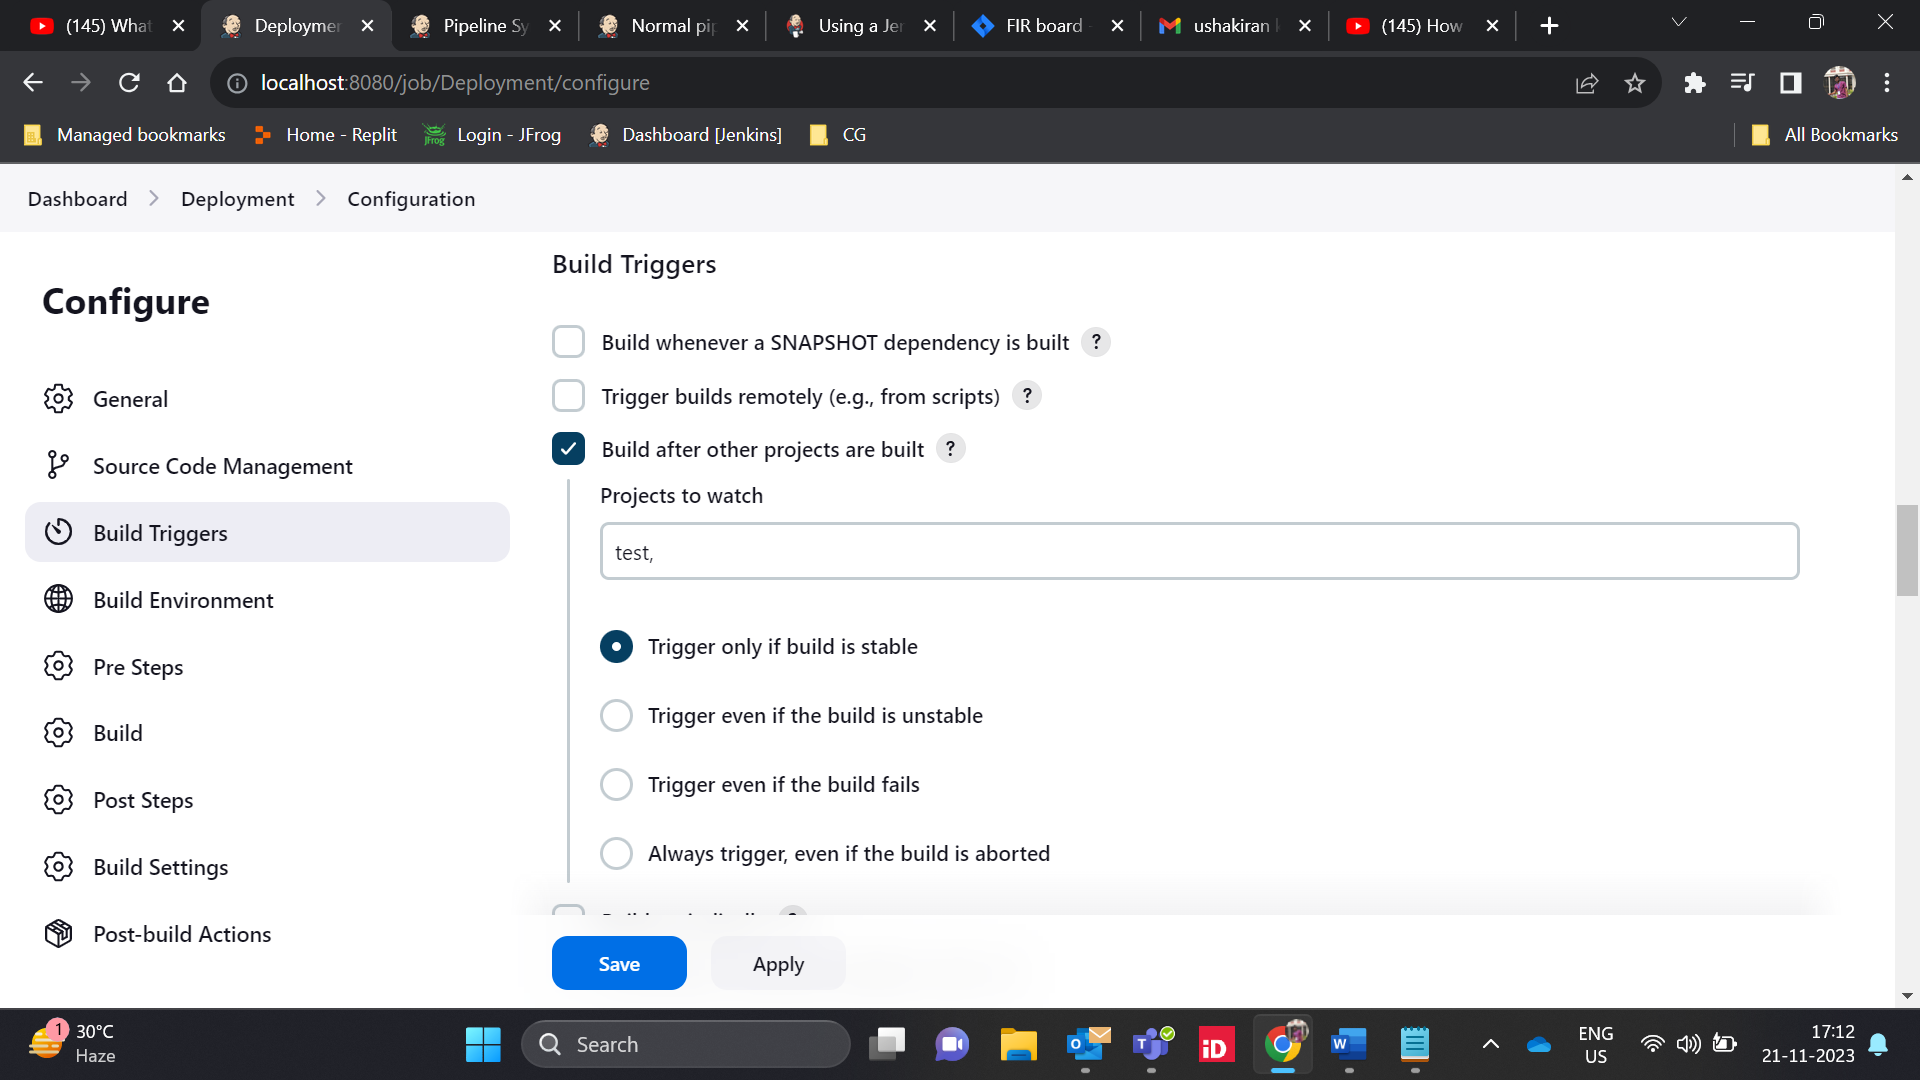 (145) What
Deploymen
Pipeline Sy
Normal pip
Using a Jer
FIR board
ushakiran k
(145) How
localhost:8080/job/Deployment/configure
Managed bookmarks
Home - Replit
Login - JFrog
Dashboard [Jenkins]
CG
All Bookmarks
Dashboard
Deployment
Configuration
Configure
General
Source Code Management
Build Triggers
Build Environment
Pre Steps
Build
Post Steps
Build Settings
Post-build Actions
Build Triggers
Build whenever a SNAPSHOT dependency is built ?
Trigger builds remotely (e.g., from scripts) ?
Build after other projects are built ?
Projects to watch
test,
Trigger only if build is stable
Trigger even if the build is unstable
Trigger even if the build fails
Always trigger, even if the build is aborted
Save
Apply
1
30°C
Haze
Search
iD
ENG
US
17:12
21-11-2023